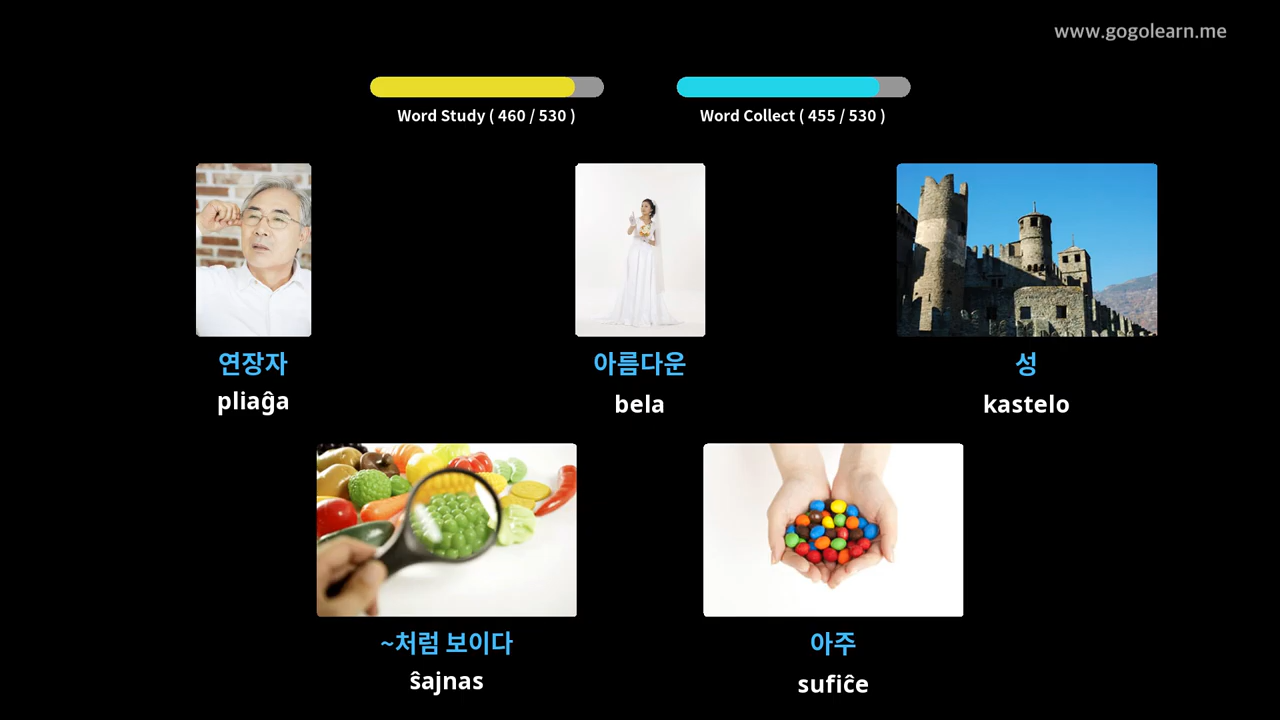 www.gogolearn.me
Word Study ( 460 / 530 )
Word Collect ( 455 / 530 )
연장자
pliaĝa
아름다운
bela
성
kastelo
~처럼 보이다
ŝajnas
아주
sufiĉe